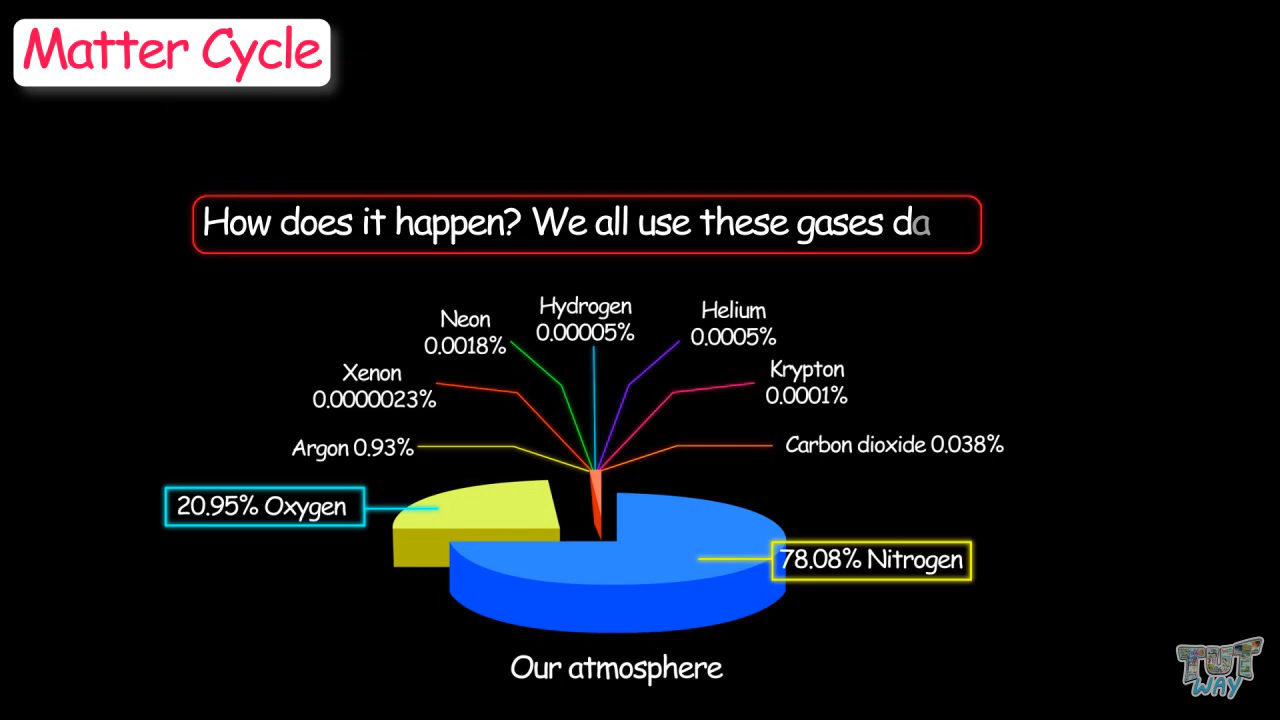 Matter Cycle
How does it happen? We all use these gases da
Hydrogen
0.00005%
Neon
0.0018%
Helium
0.0005%
Xenon
0.0000023%
Krypton
0.0001%
Argon 0.93%
Carbon dioxide 0.038%
20.95% Oxygen
78.08% Nitrogen
Our atmosphere
TUT
WAY